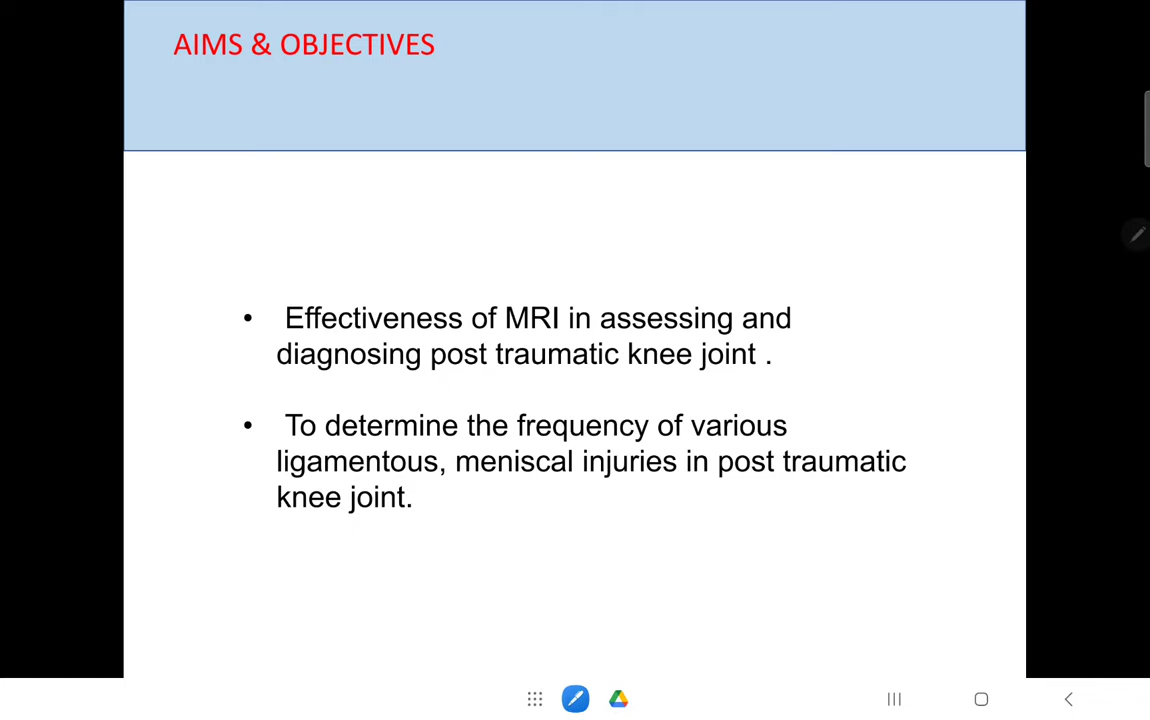 AIMS & OBJECTIVES
• Effectiveness of MRI in assessing and
diagnosing post traumatic knee joint .
• To determine the frequency of various
ligamentous, meniscal injuries in post traumatic
knee joint.